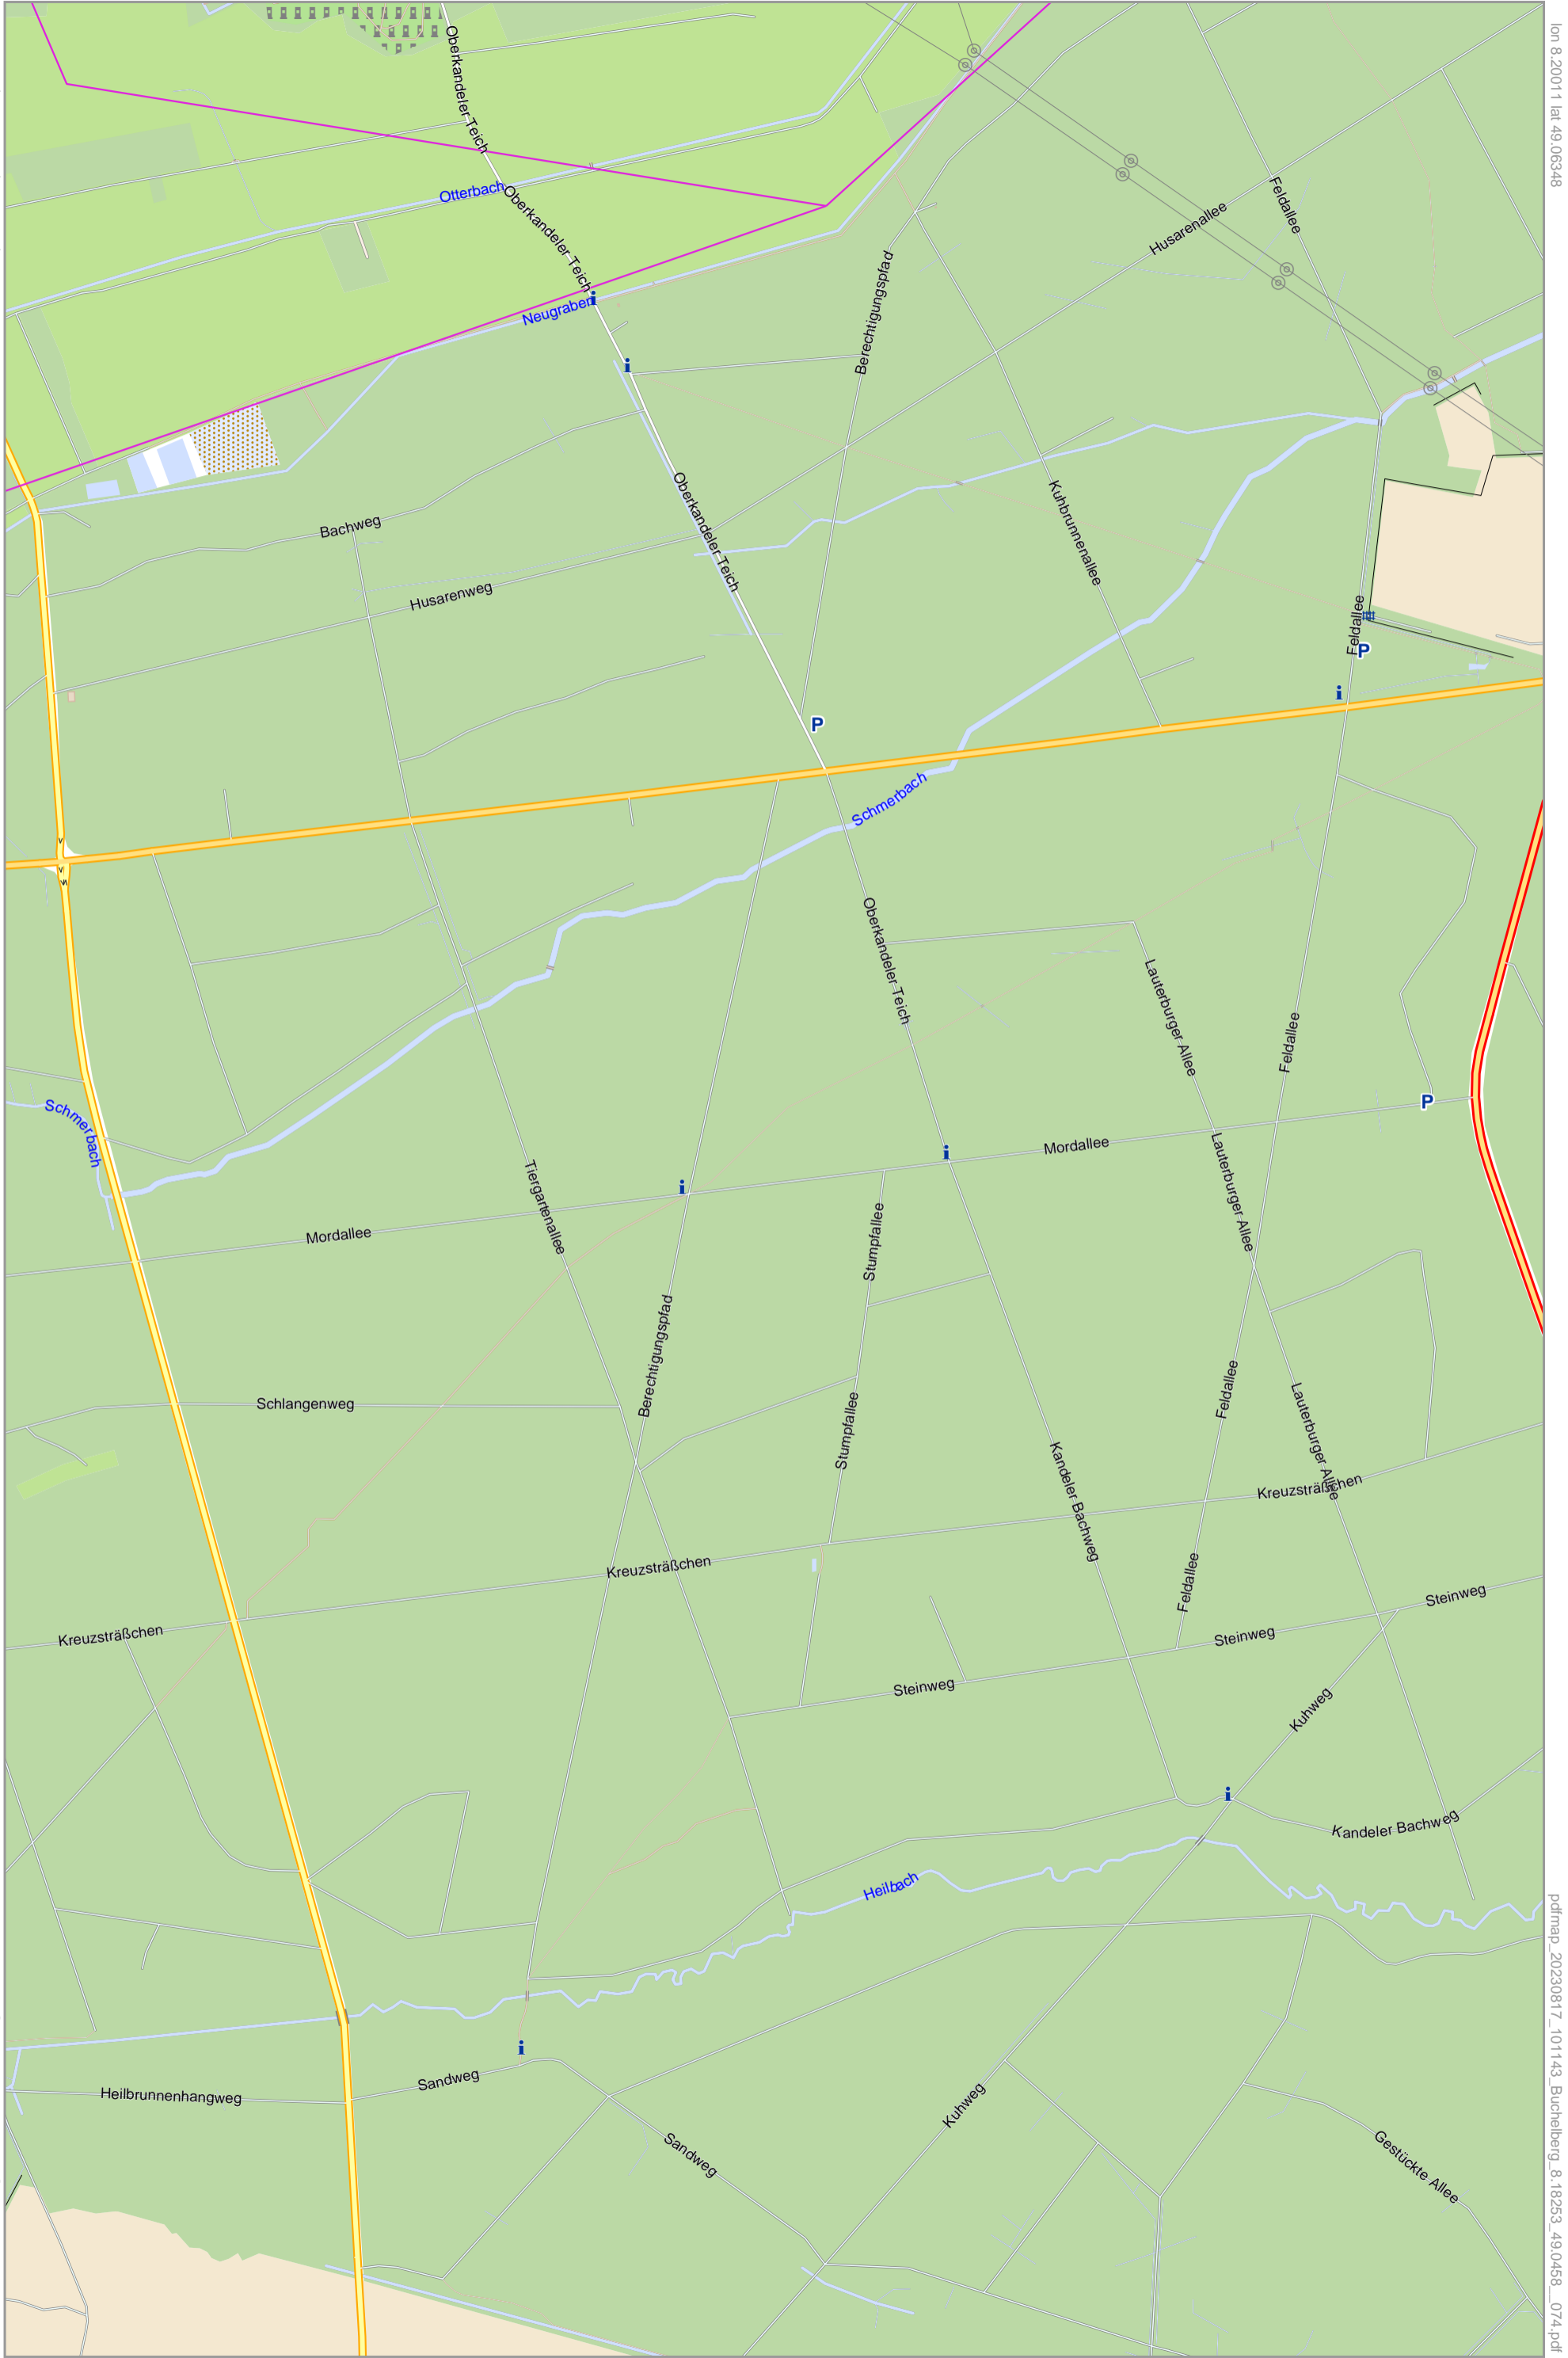 lon 8.20011 lat 49.06348
Oberkandeler Teich
Otterbach
Oberkandeler Teich
Feldallee
Husarenallee
Neugraben
i
Berechtigungspfad
i
Oberkandeler Teich
Kuhbrunnenallee
Bachweg
Husarenweg
Feldallee
P
i
P
Schmerbach
Oberkandeler Teich
Lauterburger Allee
Feldallee
Schmerbach
P
Mordallee
i
Lauterburger Allee
Tiergartenallee
i
Stumpfallee
Mordallee
Berechtigungspfad
Feldallee
Lauterburger Allee
Schlangenweg
Stumpfallee
Kandeler Bachweg
Kreuzsträßchen
Kreuzsträßchen
Feldallee
Steinweg
Kreuzsträßchen
Steinweg
Steinweg
Kuhweg
i
Kandeler Bachweg
Heilbach
i
Sandweg
Heilbrunnenhangweg
Kuhweg
Sandweg
Gestückte Allee
pdfmap_20230817_101143_Buchelberg_8.18253_49.0458__074.pdf